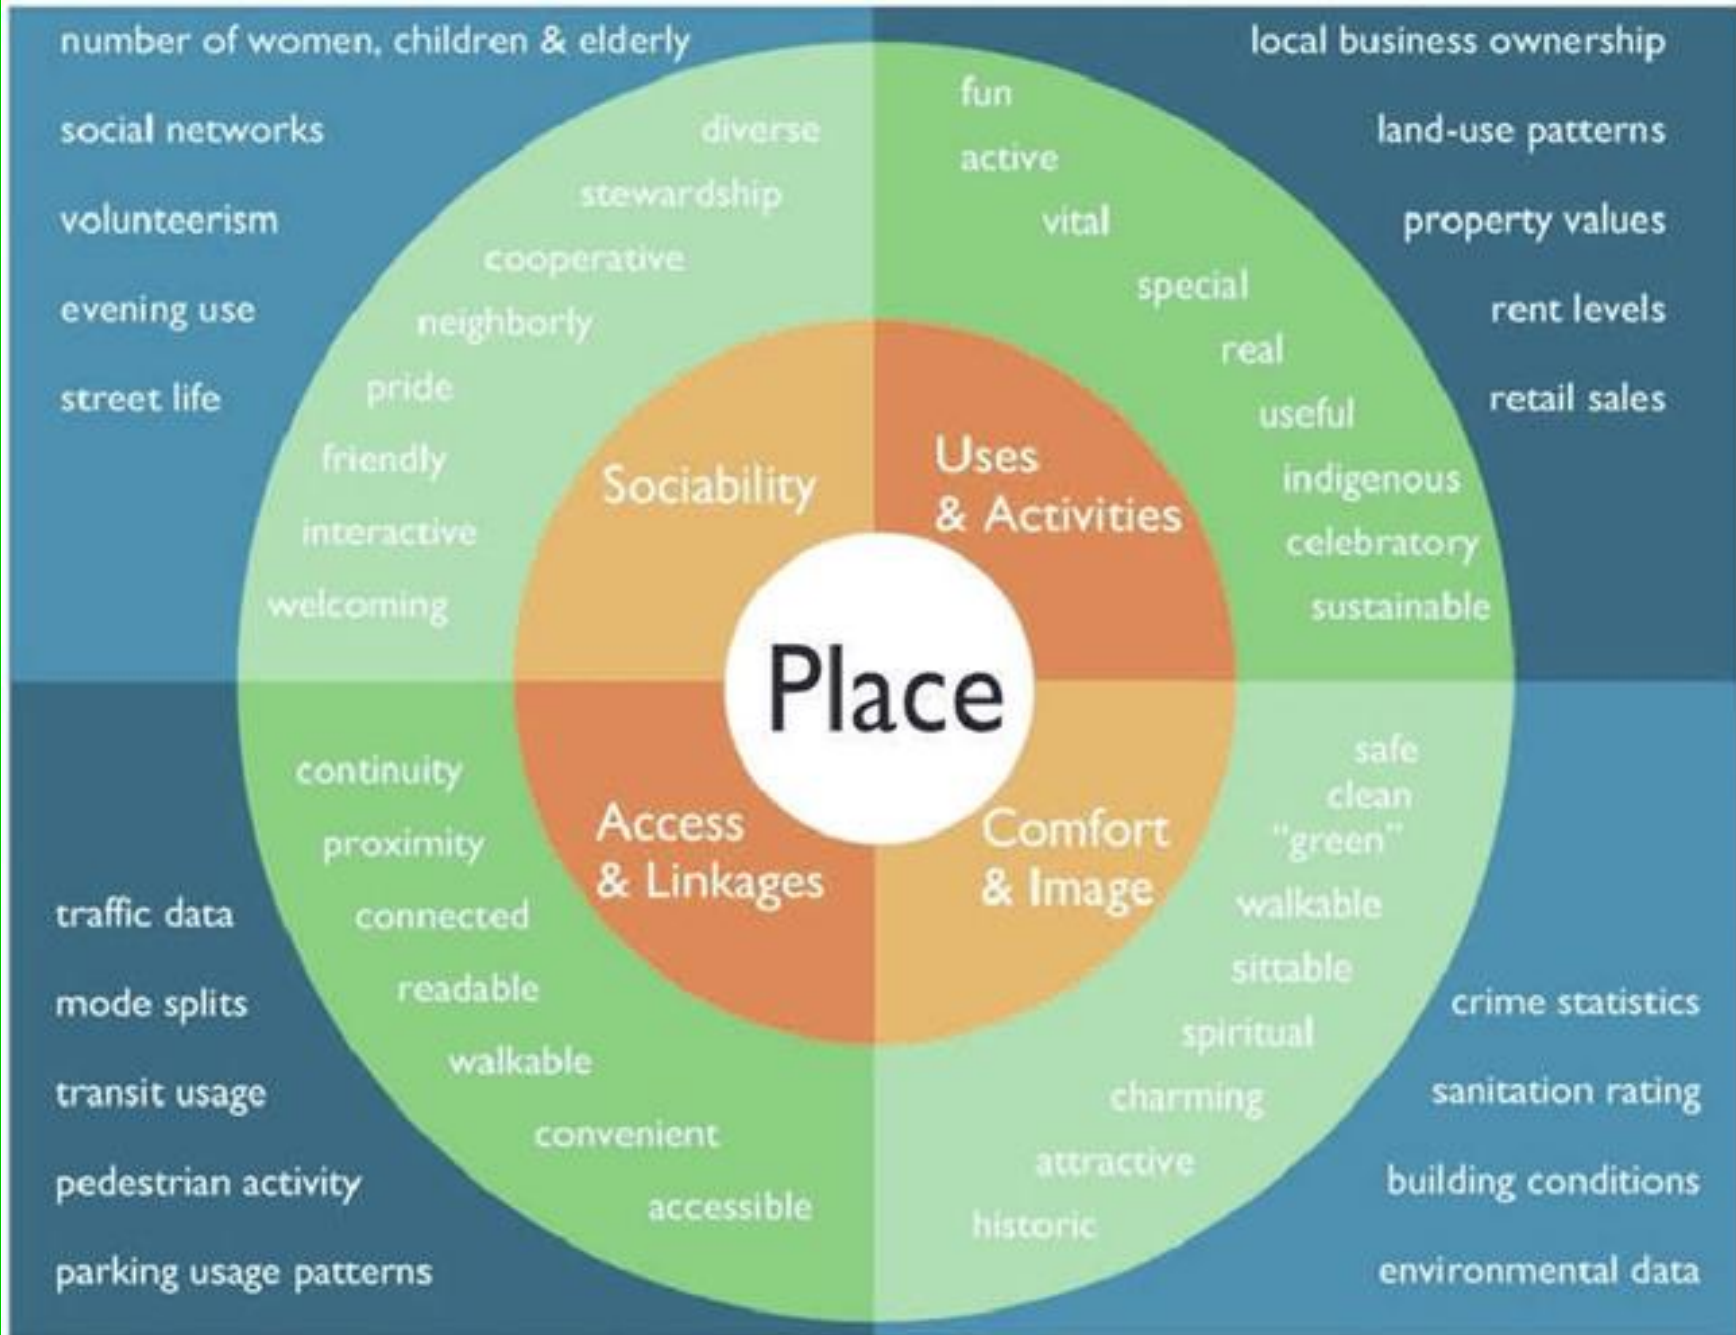 number of women, children & elderly
social networks
volunteerism
evening use
street life
diverse
stewardship
cooperative
neighborly
pride
friendly
interactive
welcoming
Sociability
local business ownership
land-use patterns
property values
rent levels
retail sales
fun
active
vital
special
real
useful
indigenous
celebratory
sustainable
Uses
& Activities
Place
continuity
proximity
connected
readable
walkable
convenient
accessible
Access
& Linkages
traffic data
mode splits
transit usage
pedestrian activity
parking usage patterns
Comfort
& Image
safe
clean
“green”
walkable
sittable
spiritual
charming
attractive
historic
crime statistics
sanitation rating
building conditions
environmental data